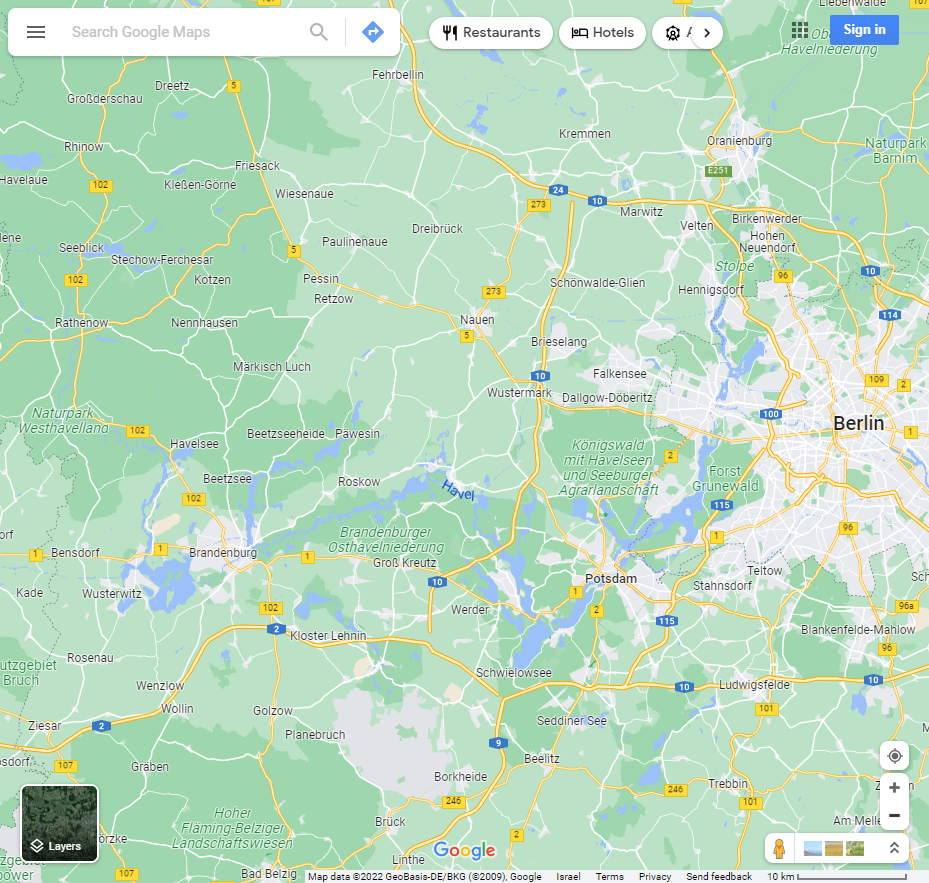 Liebenwalde
Search Google Maps
Restaurants
Hotels
Sign in
Havelniederung
Fehrbellin
Dreetz
5
Großderschau
Kremmen
Oranienburg
Rhinow
Naturpark
Barnim
Friesack
E251
Havelaue
102
Kleßen-Görne
24
Wiesenaue
10
273
Marwitz
Birkenwerder
Dreibrück
Velten
Hohen
Neuendorf
Paulinenaue
Seeblick
5
Stechow-Ferchesar
Stolpe
10
102
Kotzen
Pessin
Schönwalde-Glien
96
Hennigsdorf
273
Retzow
114
Rathenow
Nennhausen
Nauen
5
Brieselang
Märkisch Luch
10
Falkensee
109
2
Wustermark
Dallgow-Döberitz
Naturpark
Westhavelland
100
Berlin
102
Beetzseeheide
Päwesin
1
Havelsee
Königswald
mit Havelseen
und Seeburger
Agrarlandschaft
2
Forst
Grunewald
Beetzsee
Roskow
Havel
102
115
96
Brandenburger
Osthavelniederung
1
1
Bensdorf
1
Brandenburg
1
Groß Kreutz
10
Potsdam
Teltow
Stahnsdorf
Kade
Wusterwitz
1
102
Werder
2
96a
115
2
Kloster Lehnin
Blankenfelde-Mahlow
96
Rosenau
Bruch
Schwielowsee
10
Wenzlow
10
Ludwigsfelde
Wollin
Golzow
101
Ziesar
2
Seddiner See
Planebruch
9
Beelitz
107
Gräben
Borkheide
Trebbin
246
246
101
Hoher
Fläming-Belziger
Landschaftswiesen
Brück
2
Layers
Google
Linthe
107
Bad Belzig
Map data ©2022 GeoBasis-DE/BKG (©2009), Google
Israel
Terms
Privacy
Send feedback
10 km